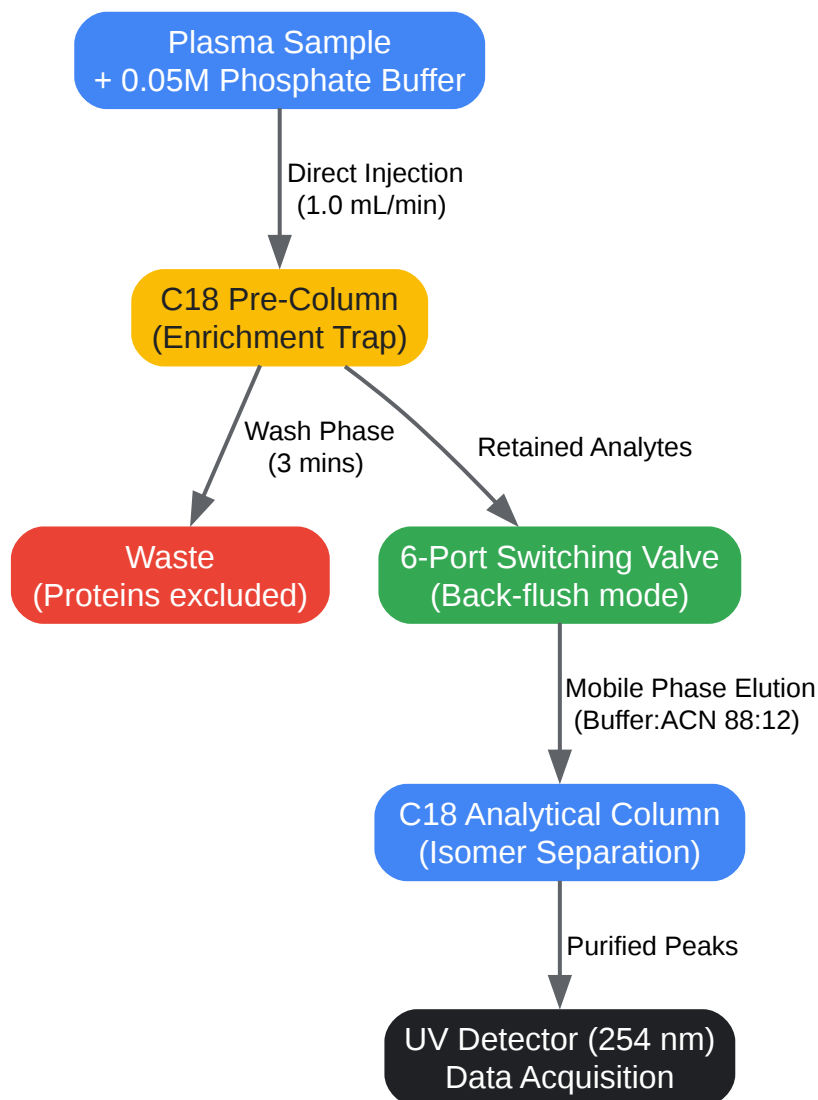 Plasma Sample
+ 0.05M Phosphate Buffer
Direct Injection
(1.0 mL/min)
C18 Pre-Column
(Enrichment Trap)
Wash Phase
(3 mins)
Retained Analytes
Waste
(Proteins excluded)
6-Port Switching Valve
(Back-flush mode)
Mobile Phase Elution
(Buffer:ACN 88:12)
C18 Analytical Column
(Isomer Separation)
Purified Peaks
UV Detector (254 nm)
Data Acquisition